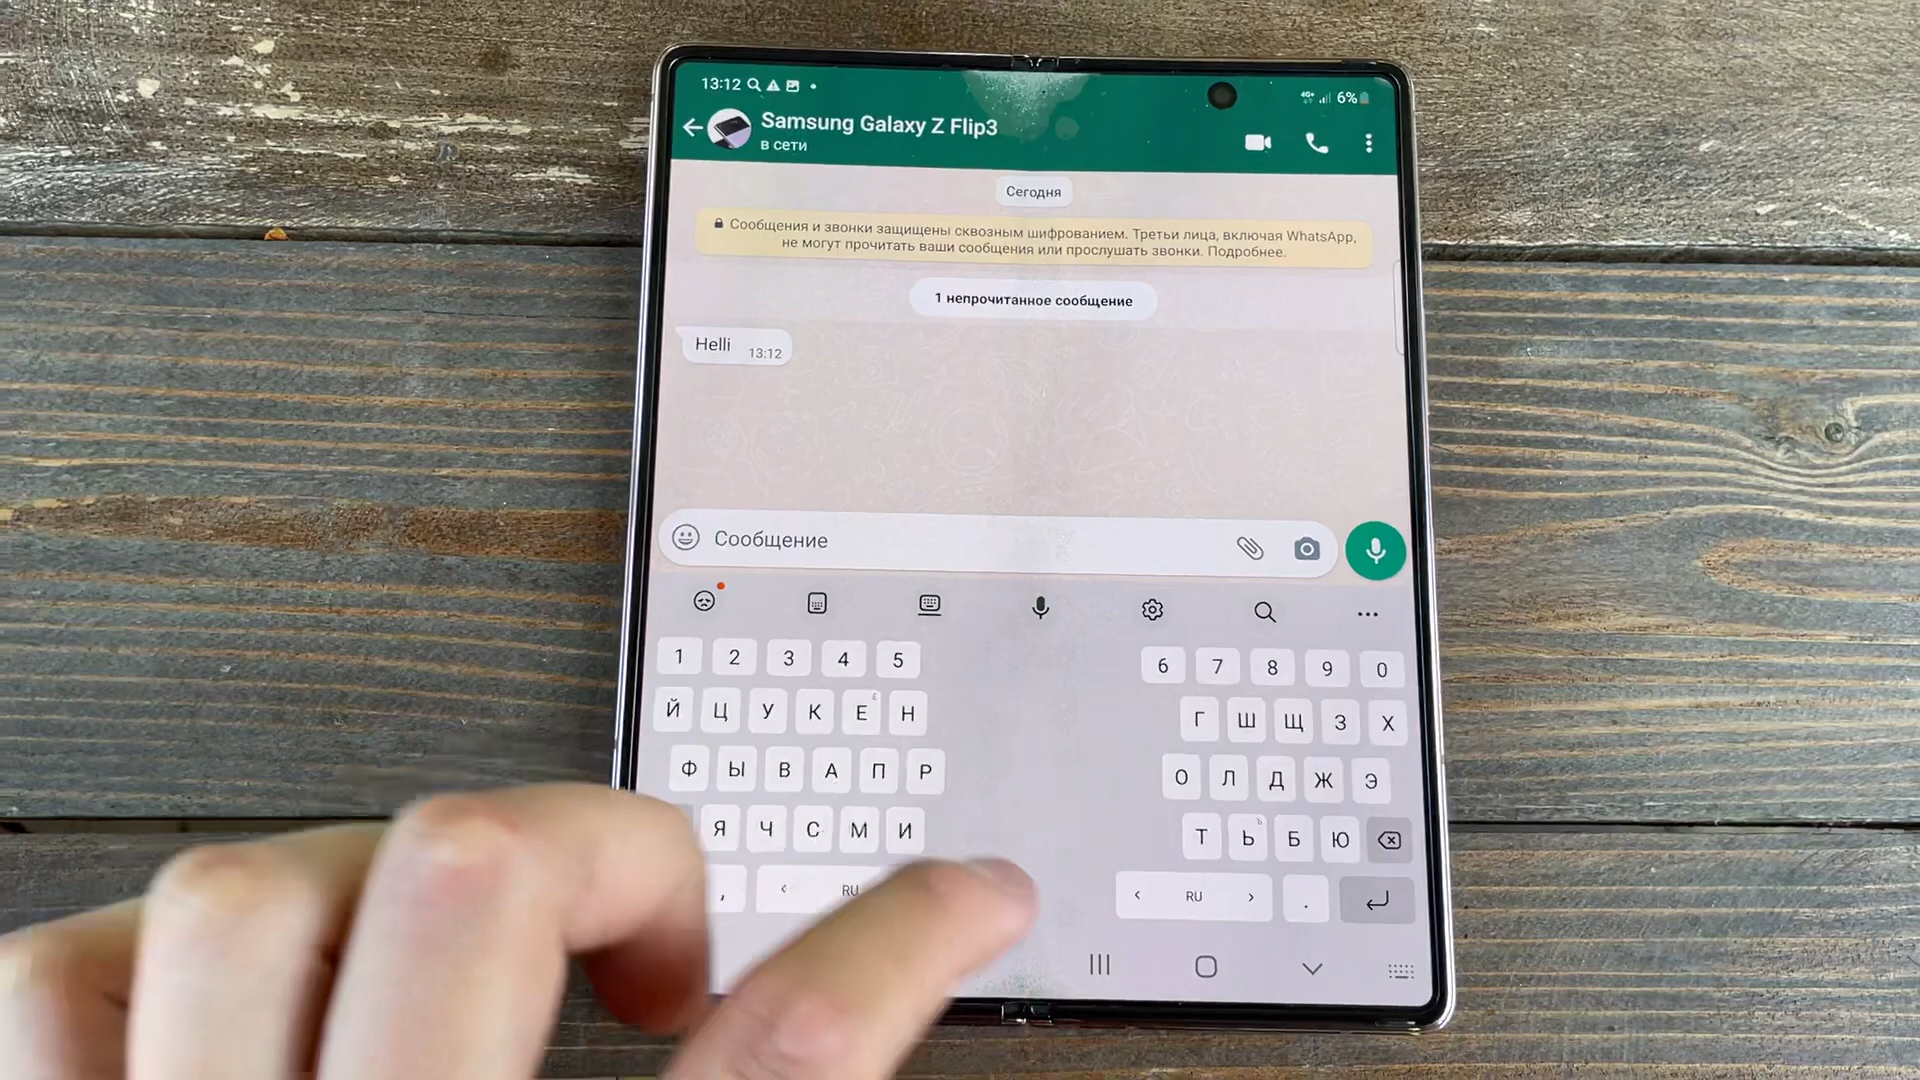 13:12
4G+ 6%
Samsung Galaxy Z Flip3
в сети
Сегодня
Сообщения и звонки защищены сквозным шифрованием. Третьи лица, включая WhatsApp,
не могут прочитать ваши сообщения или прослушать звонки. Подробнее.
1 непрочитанное сообщение
Helli 13:12
Сообщение
1 2 3 4 5 6 7 8 9 0
Й Ц У К Е Ё Н Г Ш Щ З Х
Ф Ы В А П Р О Л Д Ж Э
Я Ч С М И Т Ь Ъ Б Ю
, < RU < RU > .